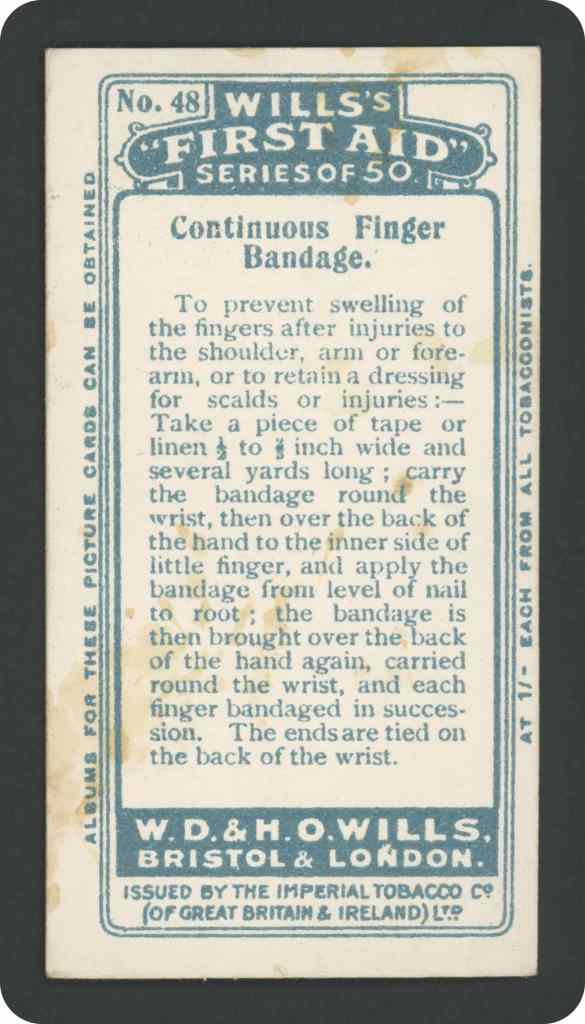 No. 48
WILLS'S
"FIRST AID"
SERIES OF 50
Continuous Finger
Bandage.
To prevent swelling of
the fingers after injuries to
the shoulder, arm or fore-
arm, or to retain a dressing
for scalds or injuries :—
Take a piece of tape or
linen ½ to inch wide and
several yards long ; carry
the bandage round the
wrist, then over the back of
the hand to the inner side of
little finger, and apply the
bandage from level of nail
to root ; the bandage is
then brought over the back
of the hand again, carried
round the wrist, and each
finger bandaged in succes-
sion. The ends are tied on
the back of the wrist.
W.D. & H.O. WILLS,
BRISTOL & LONDON.
ISSUED BY THE IMPERIAL TOBACCO Co
(OF GREAT BRITAIN & IRELAND) LTD
ALBUMS FOR THESE PICTURE CARDS CAN BE OBTAINED
AT 1/- EACH FROM ALL TOBACCONISTS.